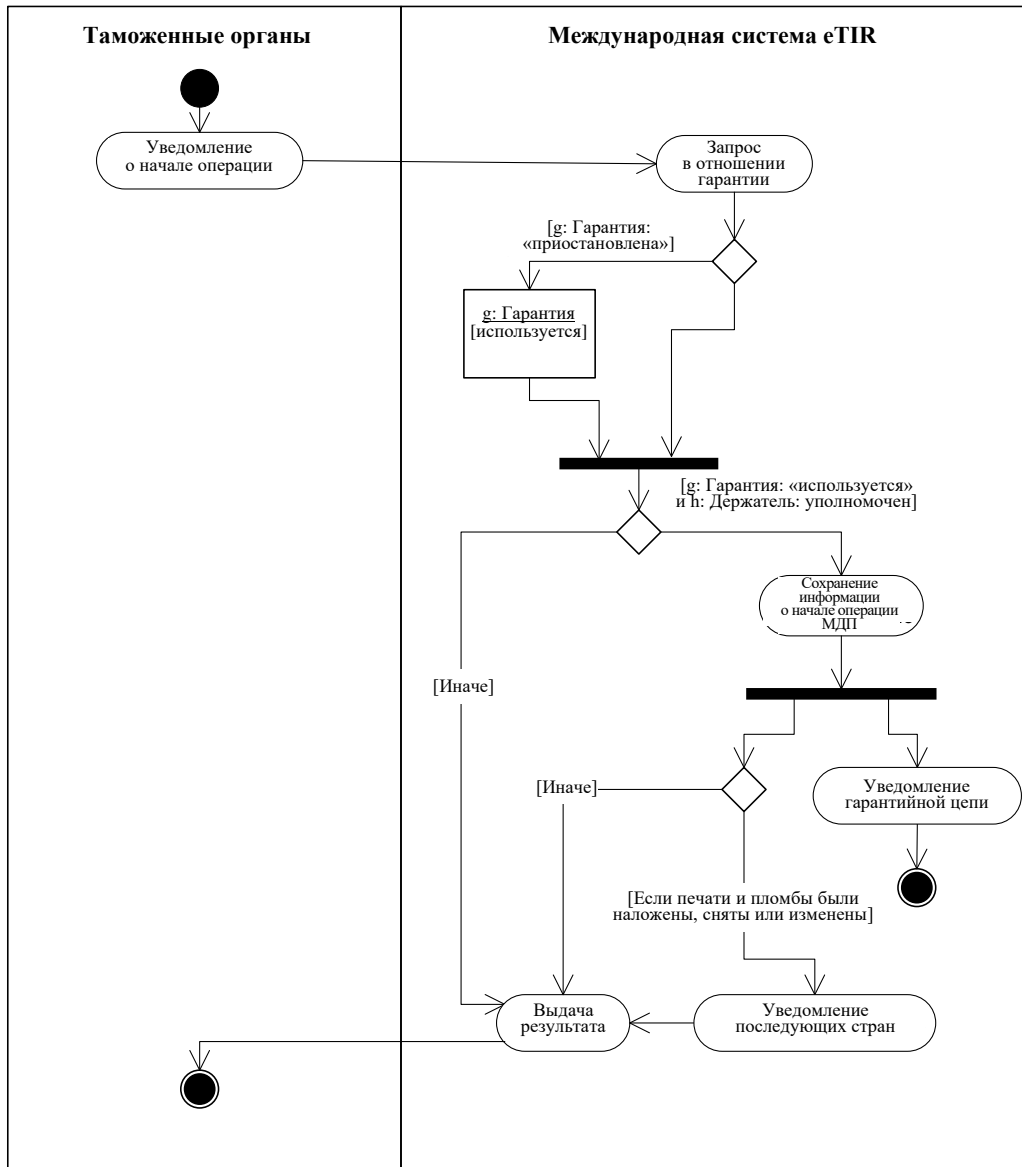 Таможенные органы
Международная система eTIR
Уведомление
о начале операции
Запрос
в отношении
гарантии
[g: Гарантия:
«приостановлена»]
g: Гарантия
[используется]
[g: Гарантия: «используется»
и h: Держатель: уполномочен]
Сохранение
информации
о начале операции
МДП
[Иначе]
[Иначе]
Уведомление
гарантийной цепи
[Если печати и пломбы были
наложены, сняты или изменены]
Выдача
результата
Уведомление
последующих стран